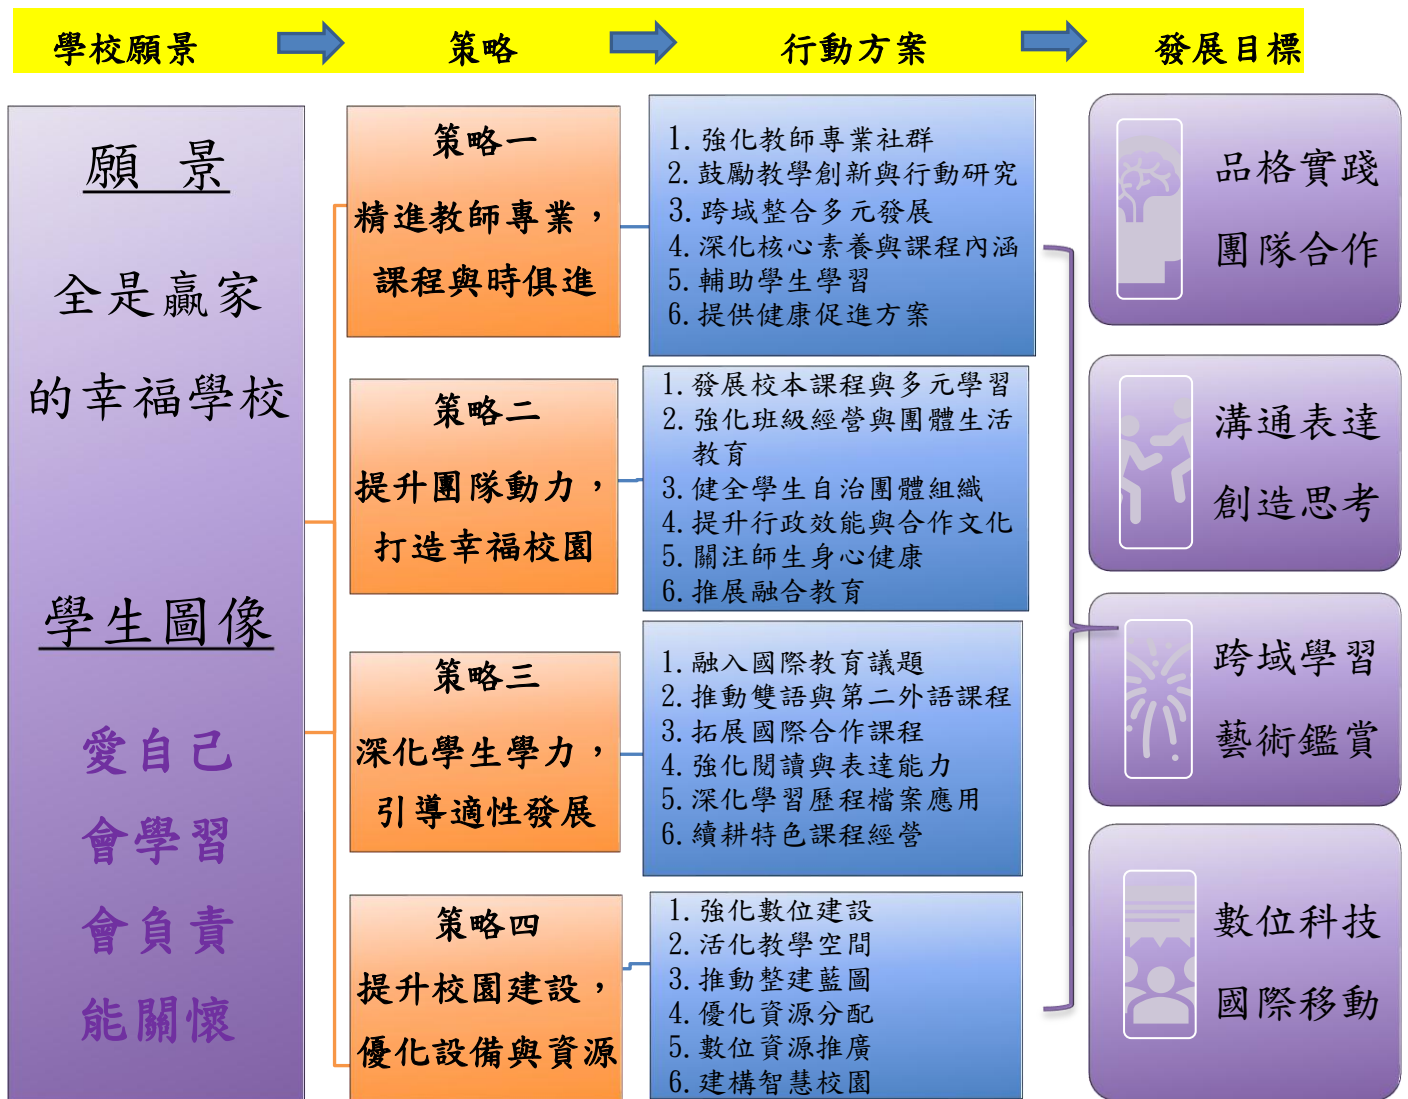 學校願景
策略
行動方案
發展目標
願 景
全是贏家
的幸福學校
學生圖像
愛自己
會學習
會負責
能關懷
策略一
精進教師專業，
課程與時俱進
1. 強化教師專業社群
2. 鼓勵教學創新與行動研究
3. 跨域整合多元發展
4. 深化核心素養與課程內涵
5. 輔助學生學習
6. 提供健康促進方案
策略二
提升團隊動力，
打造幸福校園
1. 發展校本課程與多元學習
2. 強化班級經營與團體生活
教育
3. 健全學生自治團體組織
4. 提升行政效能與合作文化
5. 關注師生身心健康
6. 推展融合教育
策略三
深化學生學力，
引導適性發展
1. 融入國際教育議題
2. 推動雙語與第二外語課程
3. 拓展國際合作課程
4. 強化閱讀與表達能力
5. 深化學習歷程檔案應用
6. 續耕特色課程經營
策略四
提升校園建設，
優化設備與資源
1. 強化數位建設
2. 活化教學空間
3. 推動整建藍圖
4. 優化資源分配
5. 數位資源推廣
6. 建構智慧校園
品格實踐
團隊合作
溝通表達
創造思考
跨域學習
藝術鑑賞
數位科技
國際移動